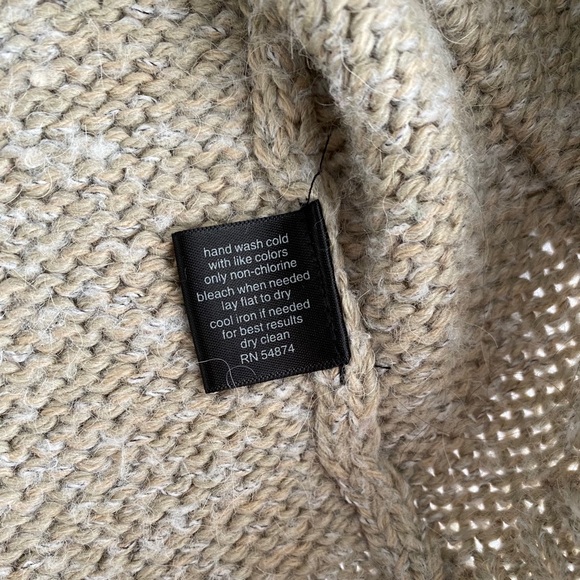 hand wash cold
with like colors
only non-chlorine
bleach when needed
lay flat to dry
cool iron if needed
for best results
dry clean
RN 54874